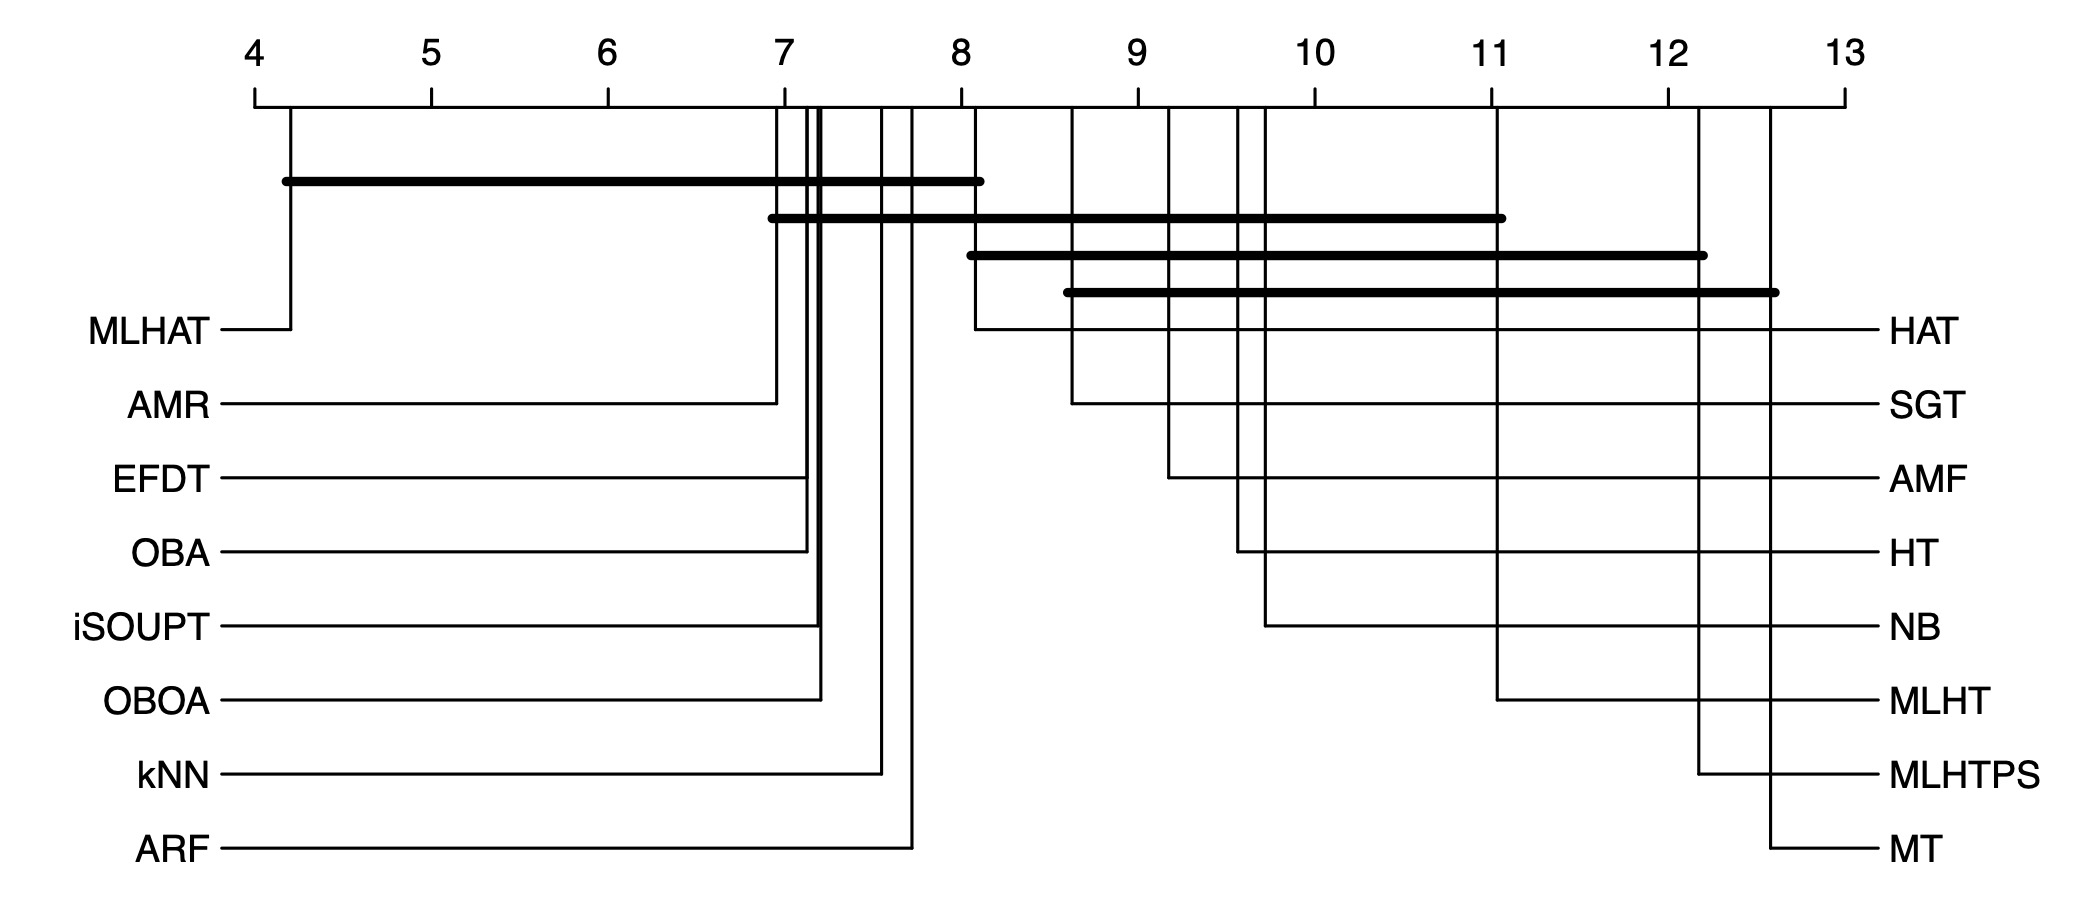 4 5 6 7 8 9 10 11 12 13
MLHAT HAT
AMR SGT
EFDT AMF
OBA HT
iSOUPT NB
OBOA MLHT
kNN MLHTPS
ARF MT